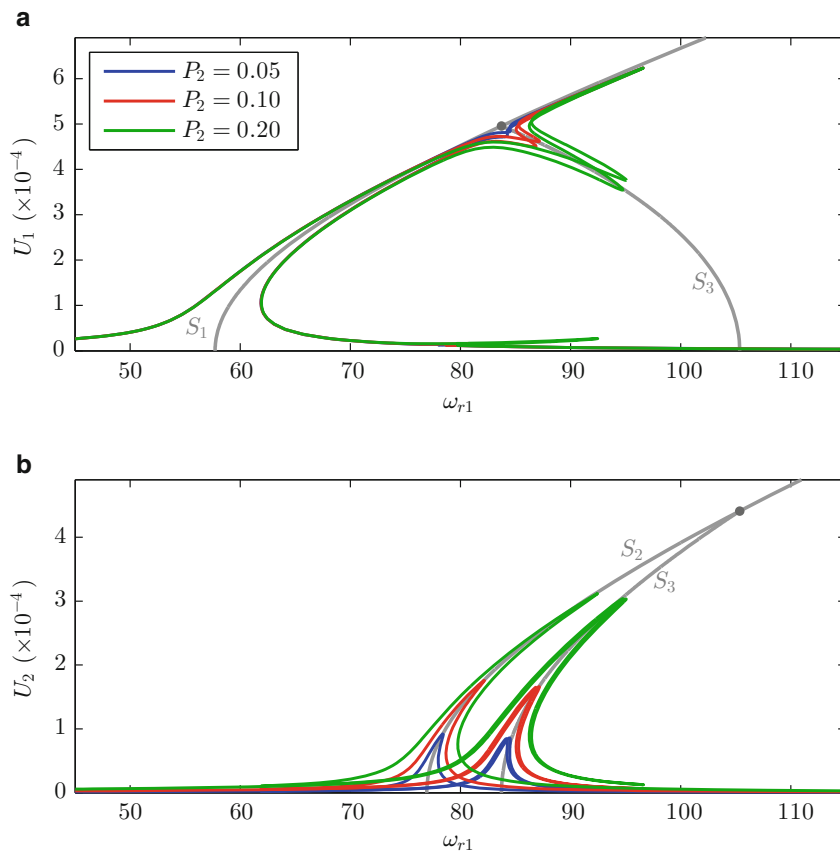 a
U₁ (×10⁻⁴)
6
5
4
3
2
1
0
P₂ = 0.05
P₂ = 0.10
P₂ = 0.20
S₁
S₃
50 60 70 80 90 100 110
ωᵣ₁
b
U₂ (×10⁻⁴)
4
3
2
1
0
S₂
S₃
50 60 70 80 90 100 110
ωᵣ₁